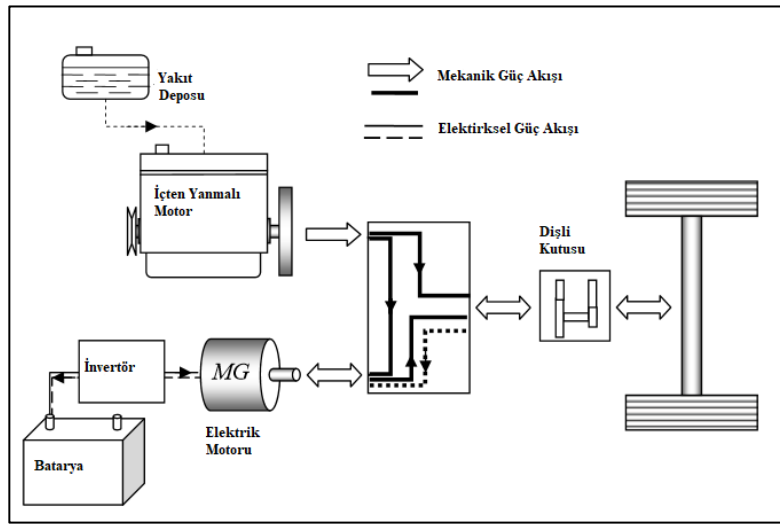 Yakıt
Deposu
Mekanik Güç Akışı
Elektirksel Güç Akışı
İçten Yanmalı
Motor
Dişli
Kutusu
İnvertör
MG
Elektrik
Motoru
Batarya